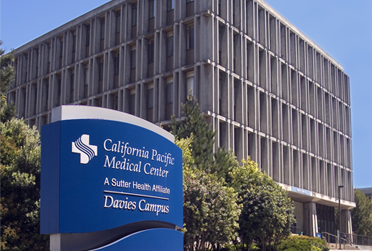 California Pacific
Medical Center
A Sutter Health Affiliate
Davies Campus